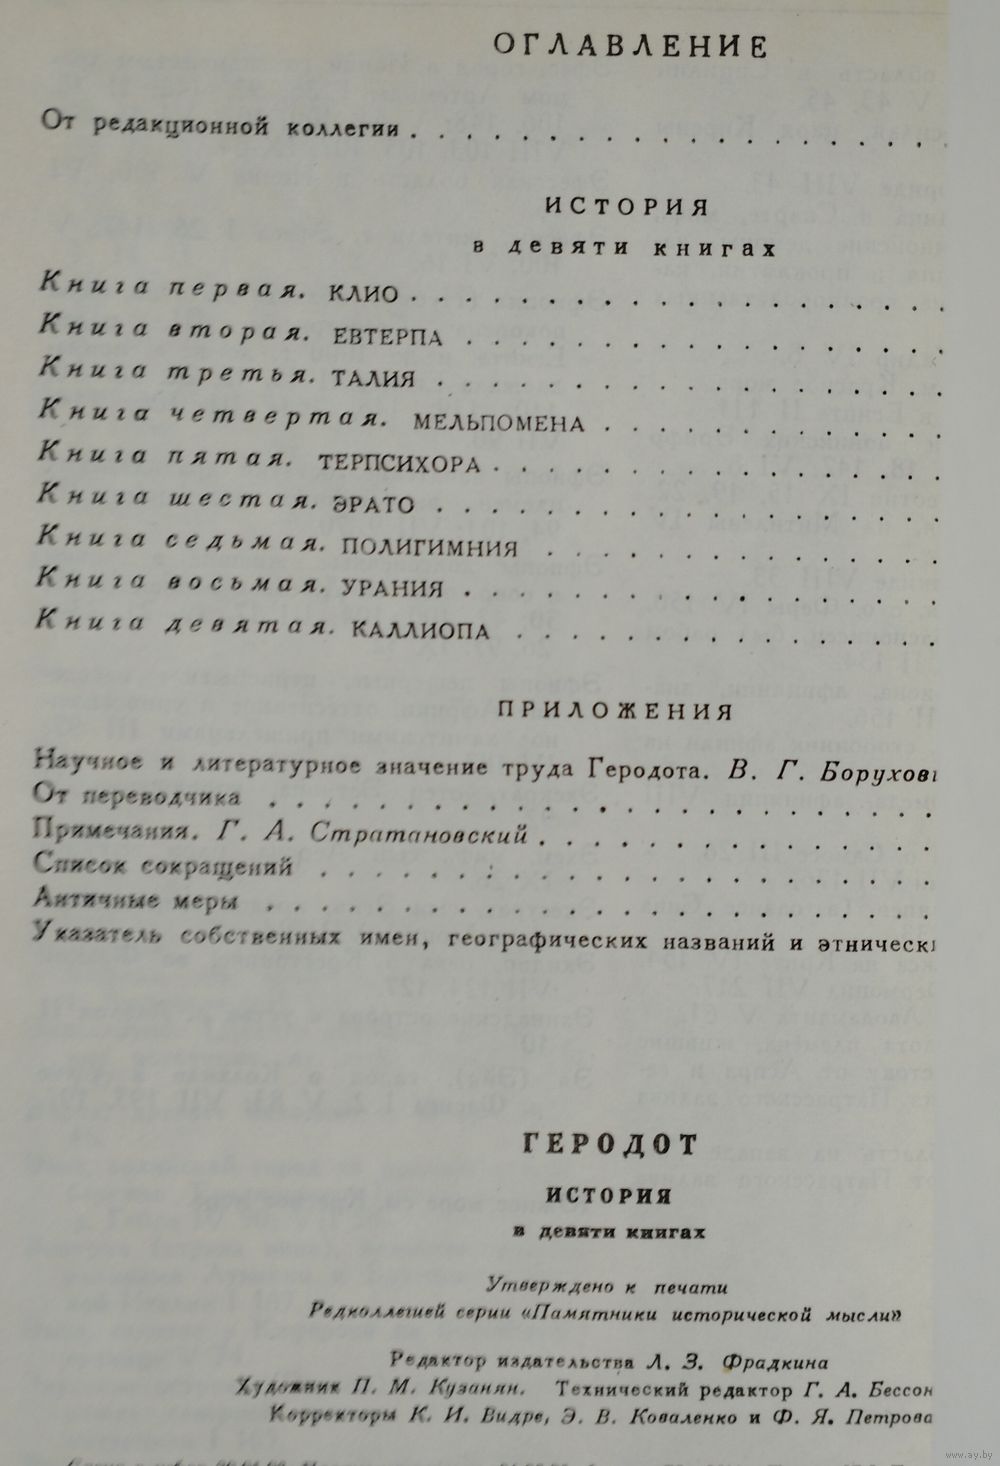 ОГЛАВЛЕНИЕ
От редакционной коллегии . . . . . . . . . . . . . . . . . . . .
ИСТОРИЯ
в девяти книгах
Книга первая. КЛИО . . . . . . . . . . . . . . . . . . . .
Книга вторая. ЕВТЕРПА . . . . . . . . . . . . . . . . . .
Книга третья. ТАЛИЯ . . . . . . . . . . . . . . . . . . .
Книга четвертая. МЕЛЬПОМЕНА . . . . . . . . . . . . .
Книга пятая. ТЕРПСИХОРА . . . . . . . . . . . . . . . . .
Книга шестая. ЭРАТО . . . . . . . . . . . . . . . . . . .
Книга седьмая. ПОЛИГИМНИЯ . . . . . . . . . . . . . . .
Книга восьмая. УРАНИЯ . . . . . . . . . . . . . . . . . .
Книга девятая. КАЛЛИОПА . . . . . . . . . . . . . . . .
ПРИЛОЖЕНИЯ
Научное и литературное значение труда Геродота. В. Г. Борухови
От переводчика . . . . . . . . . . . . . . . . . . . . . . . . .
Примечания. Г. А. Стратановский . . . . . . . . . . . . . . .
Список сокращений . . . . . . . . . . . . . . . . . . . . . . .
Античные меры . . . . . . . . . . . . . . . . . . . . . . . . .
Указатель собственных имен, географических названий и этнически
ГЕРОДОТ
ИСТОРИЯ
в девяти книгах
Утверждено к печати
Редколлегией серии «Памятники исторической мысли»
Редактор издательства Л. З. Фрадкина
Художник П. М. Кузанян. Технический редактор Г. А. Бессон
Корректоры К. И. Видре, Э. В. Коваленко и Ф. Я. Петрова
www.ay.by